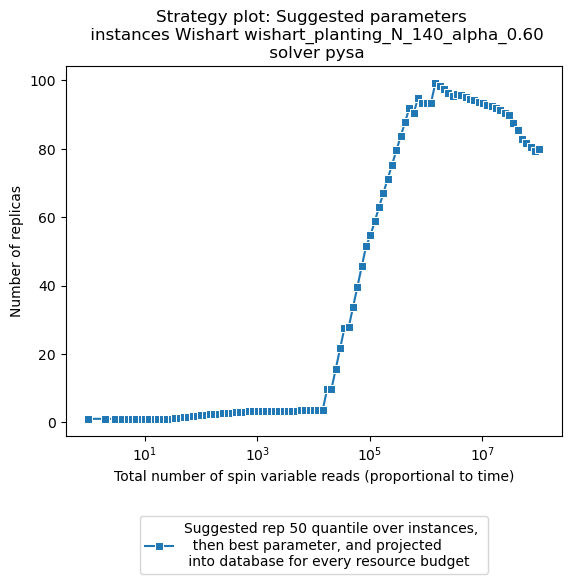 Strategy plot: Suggested parameters
instances Wishart wishart_planting_N_140_alpha_0.60
solver pysa
100
80
60
40
20
0
Number of replicas
10^1
10^3
10^5
10^7
Total number of spin variable reads (proportional to time)
Suggested rep 50 quantile over instances,
then best parameter, and projected
into database for every resource budget